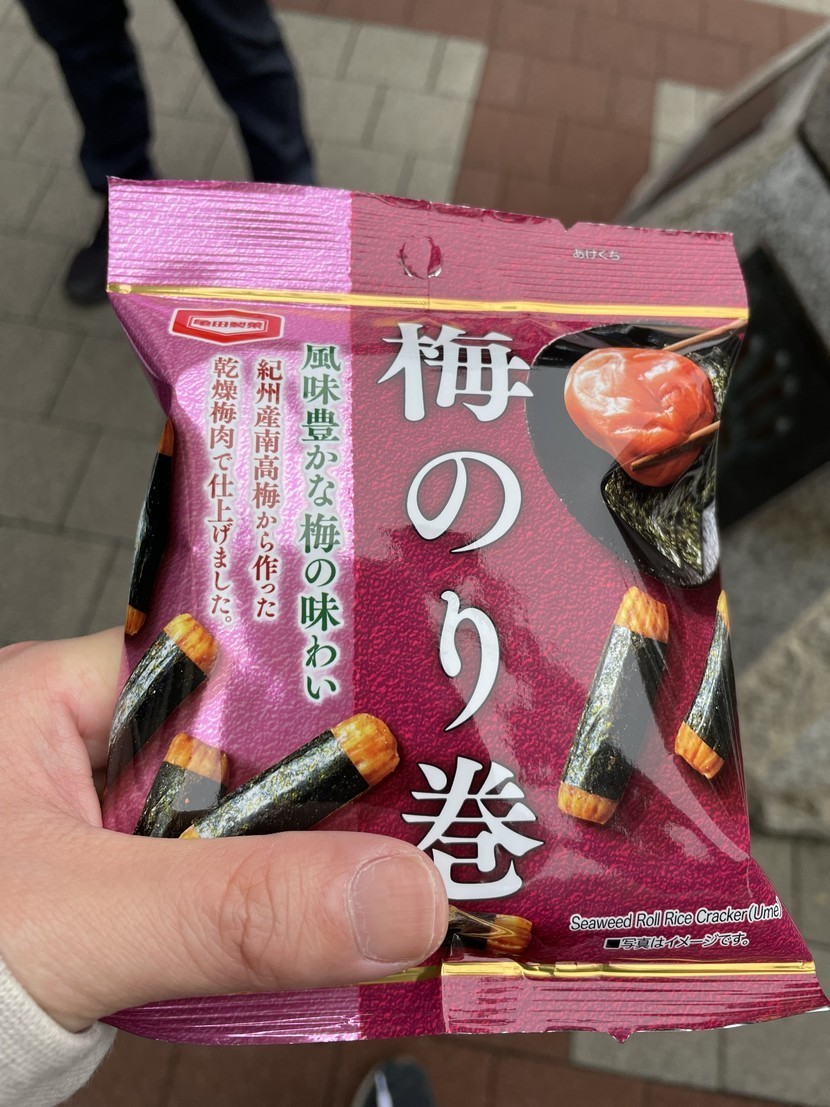 あけくち
亀田製菓
梅のり巻
風味豊かな梅の味わい
紀州産南高梅から作った
乾燥梅肉で仕上げました。
Seaweed Roll Rice Cracker(Ume)
■写真はイメージです。